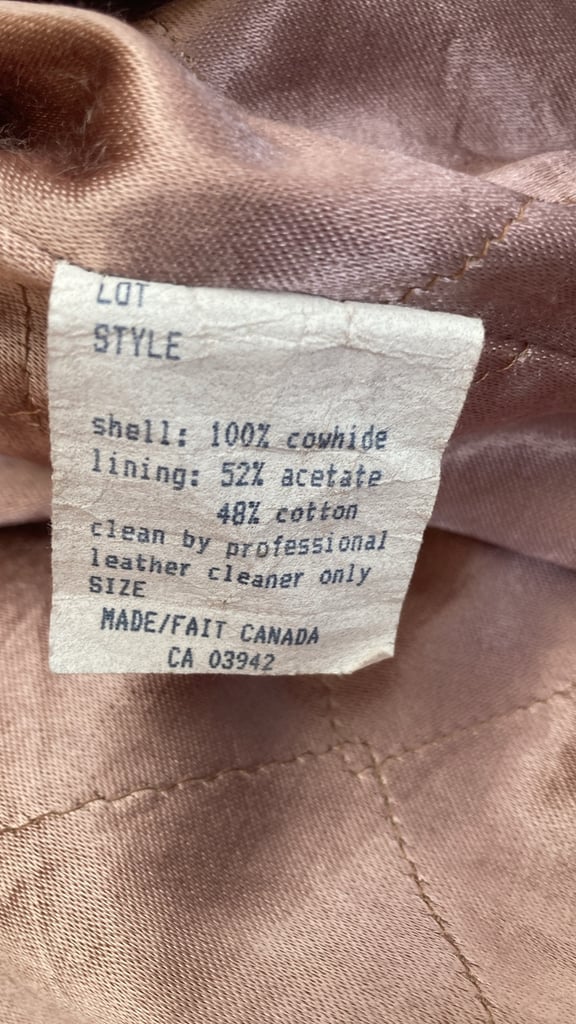 LOT
STYLE
shell: 100% cowhide
lining: 52% acetate
48% cotton
clean by professional
leather cleaner only
SIZE
MADE/FAIT CANADA
CA 03942